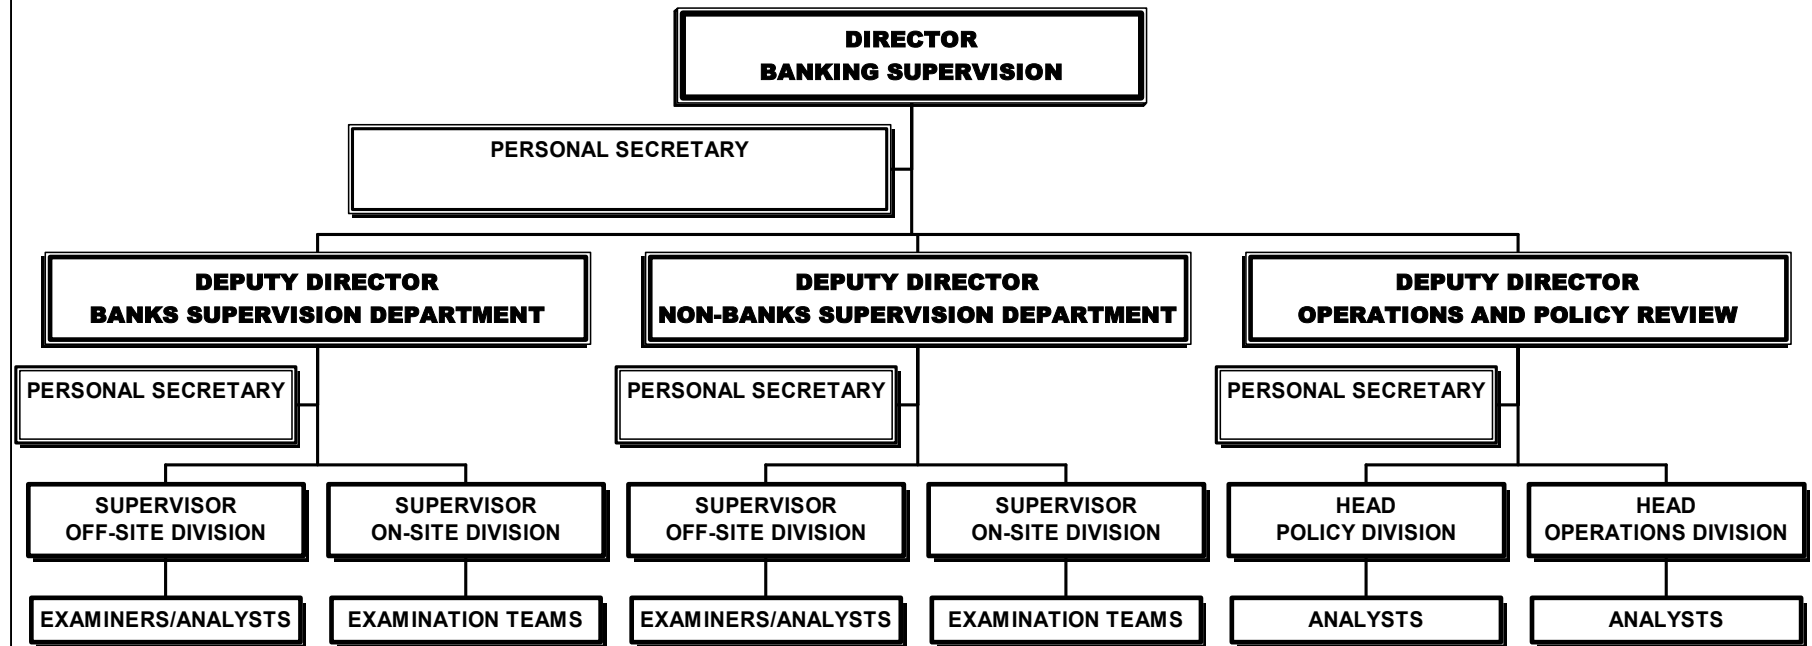 DIRECTOR
BANKING SUPERVISION
PERSONAL SECRETARY
DEPUTY DIRECTOR
BANKS SUPERVISION DEPARTMENT
DEPUTY DIRECTOR
NON-BANKS SUPERVISION DEPARTMENT
DEPUTY DIRECTOR
OPERATIONS AND POLICY REVIEW
PERSONAL SECRETARY
PERSONAL SECRETARY
PERSONAL SECRETARY
SUPERVISOR
OFF-SITE DIVISION
SUPERVISOR
ON-SITE DIVISION
SUPERVISOR
OFF-SITE DIVISION
SUPERVISOR
ON-SITE DIVISION
HEAD
POLICY DIVISION
HEAD
OPERATIONS DIVISION
EXAMINERS/ANALYSTS
EXAMINATION TEAMS
EXAMINERS/ANALYSTS
EXAMINATION TEAMS
ANALYSTS
ANALYSTS